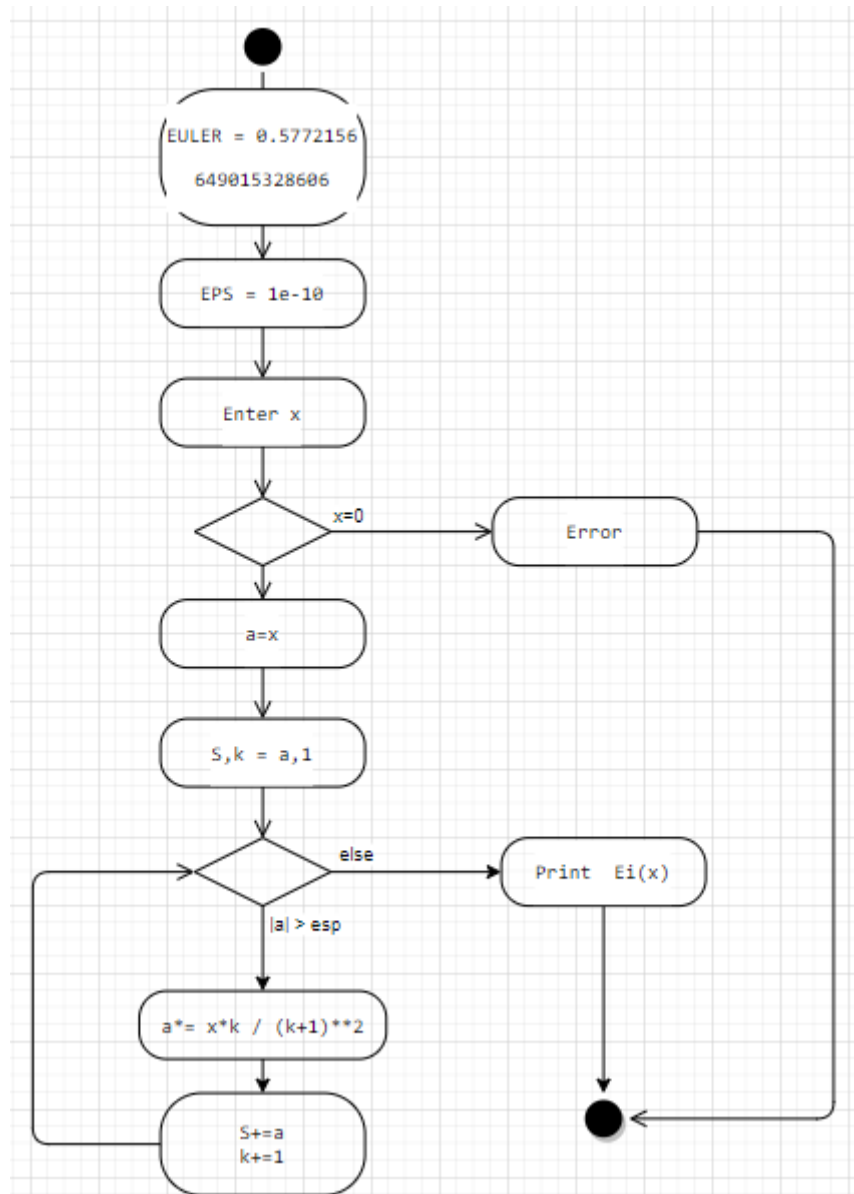 EULER = 0.5772156
649015328606
EPS = 1e-10
Enter x
x=0
Error
a=x
S,k = a,1
else
Print Ei(x)
|a| > esp
a*= x*k / (k+1)**2
S+=a
k+=1